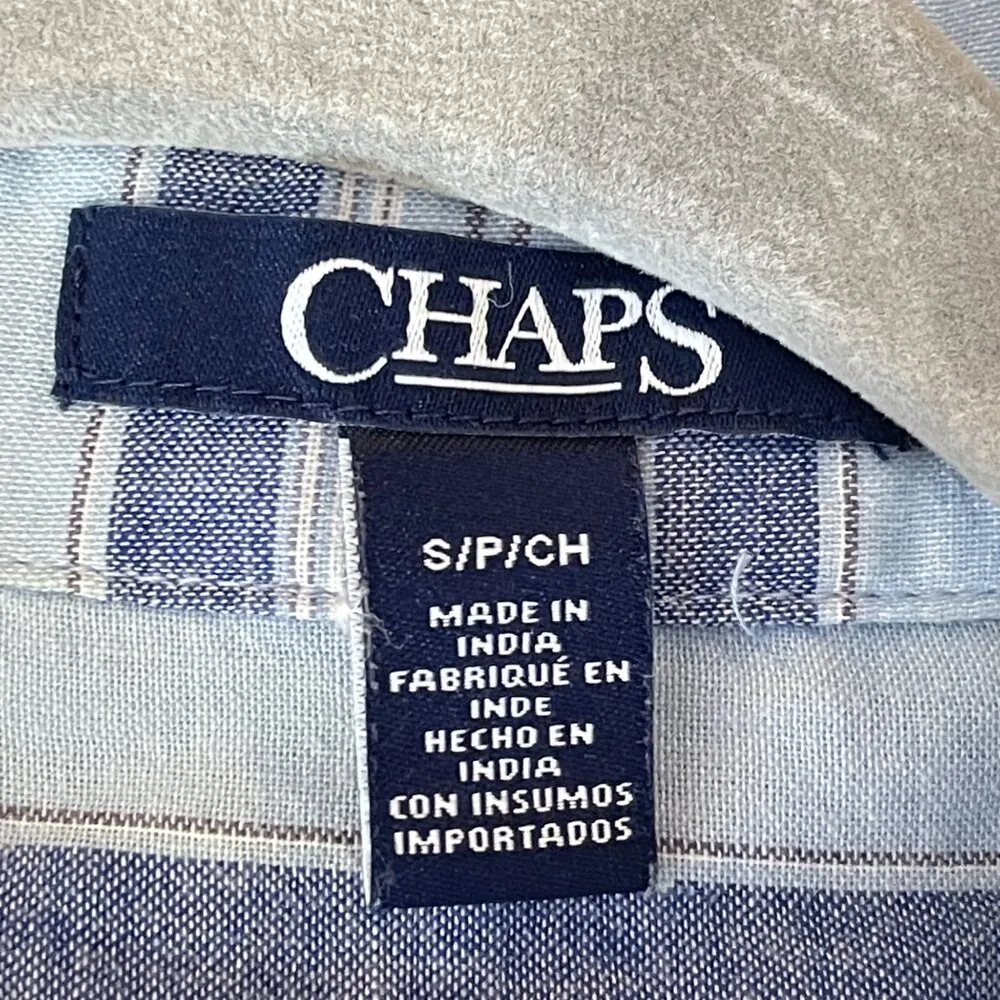 CHAPS
S/P/CH
MADE IN
INDIA
FABRIQUÉ EN
INDE
HECHO EN
INDIA
CON INSUMOS
IMPORTADOS